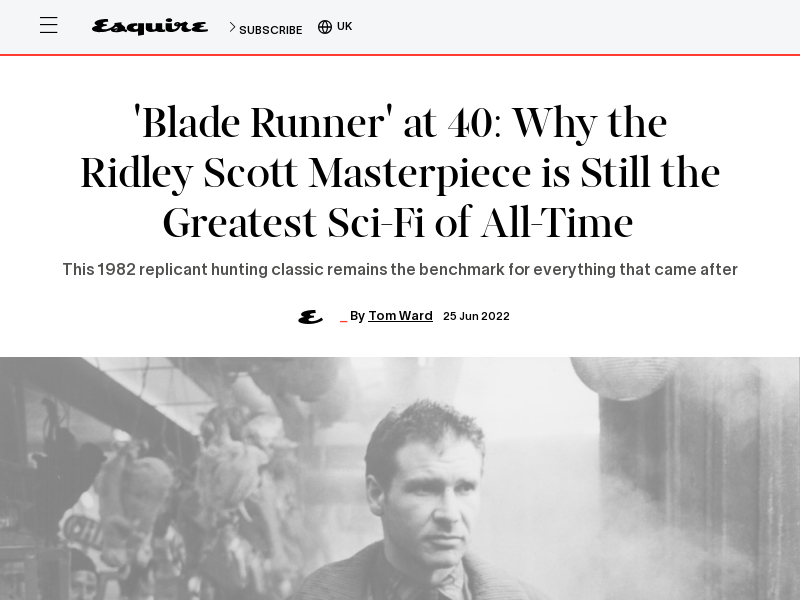 Esquire
SUBSCRIBE
UK
'Blade Runner' at 40: Why the
Ridley Scott Masterpiece is Still the
Greatest Sci-Fi of All-Time
This 1982 replicant hunting classic remains the benchmark for everything that came after
E _ By Tom Ward 25 Jun 2022